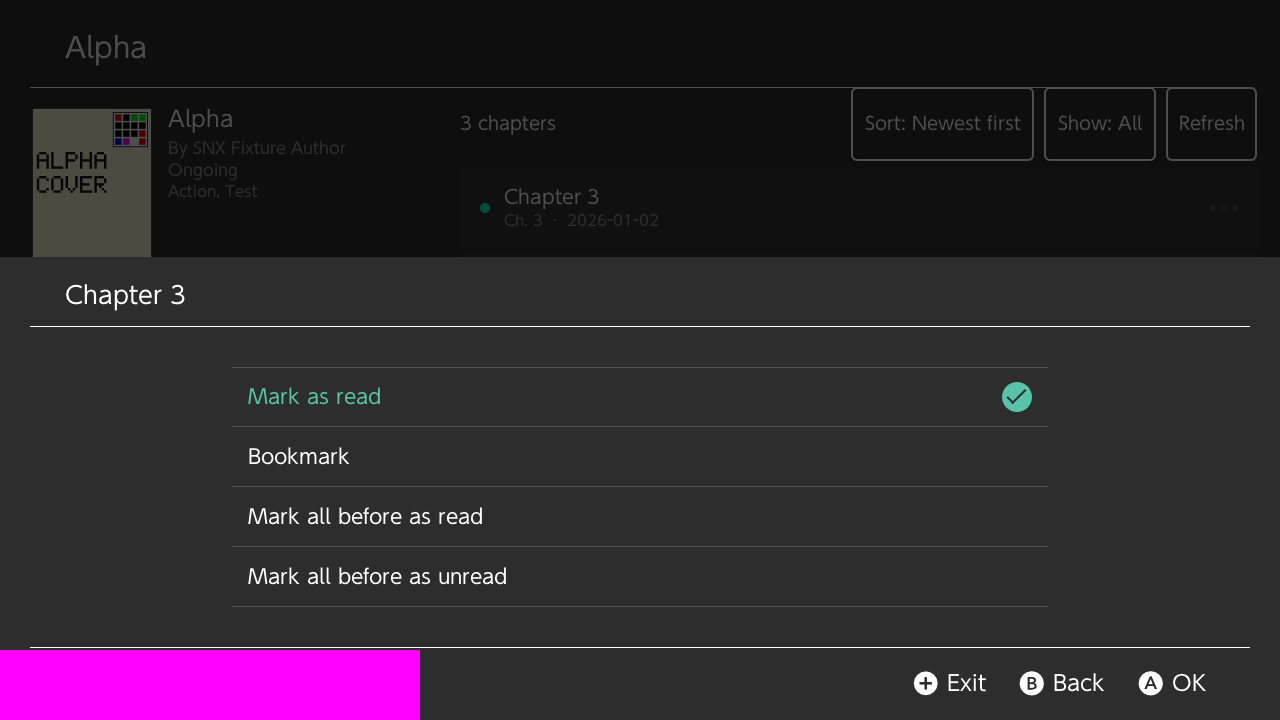 Alpha
ALPHA
COVER
Alpha
By SNX Fixture Author
Ongoing
Action, Test
3 chapters
Sort: Newest first
Show: All
Refresh
Chapter 3
Ch. 3 · 2026-01-02
Chapter 3
Mark as read
Bookmark
Mark all before as read
Mark all before as unread
+ Exit
B Back
A OK